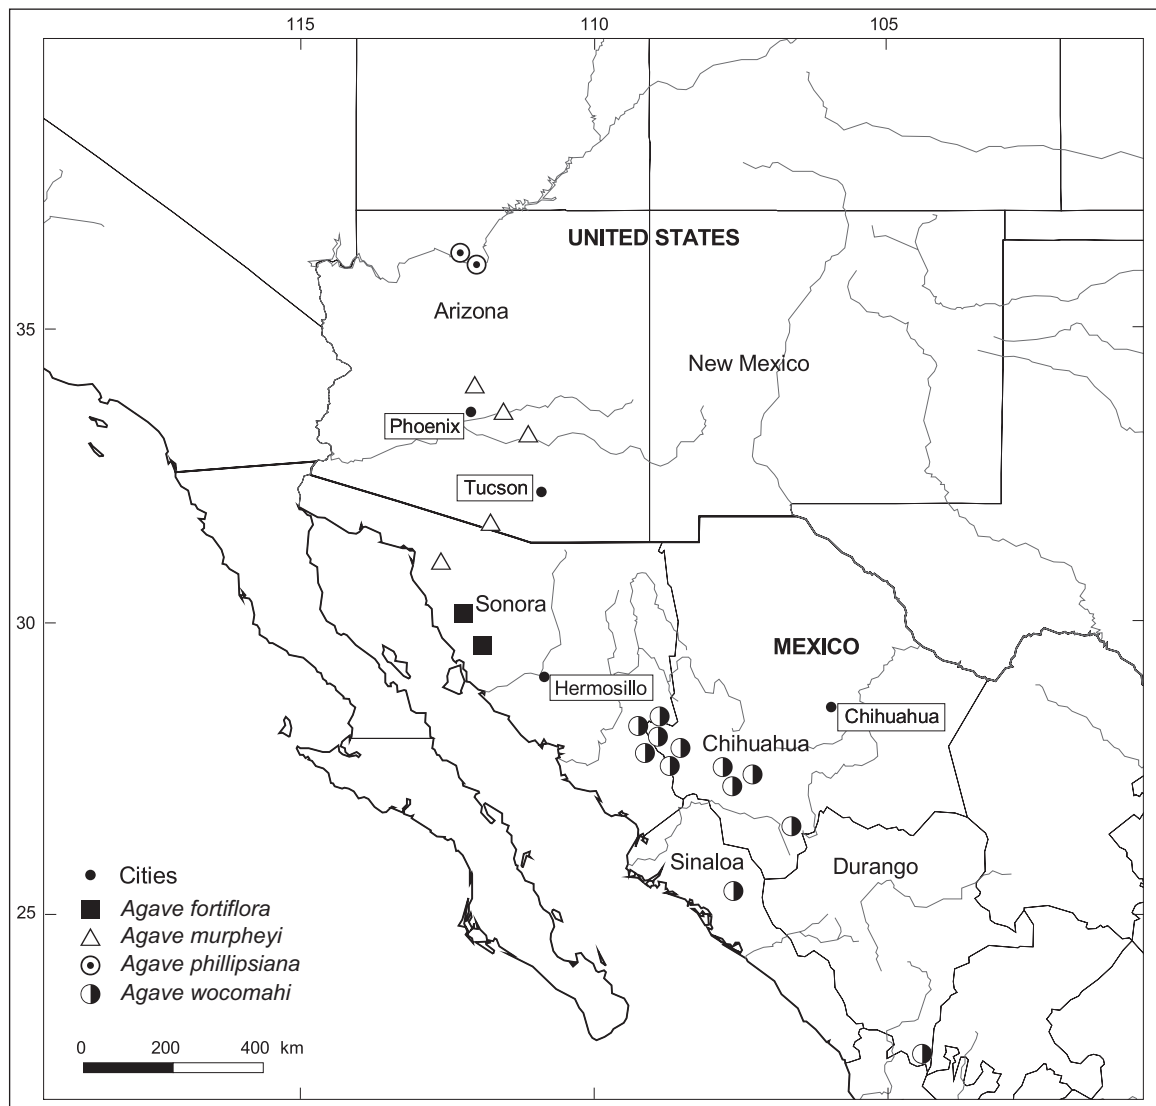 115 110 105
UNITED STATES
Arizona
35
New Mexico
Phoenix
Tucson
Sonora
30
MEXICO
Hermosillo
Chihuahua
Chihuahua
Sinaloa
Durango
Cities
25
Agave fortiflora
Agave murpheyi
Agave phillipsiana
Agave wocomahi
0 200 400 km